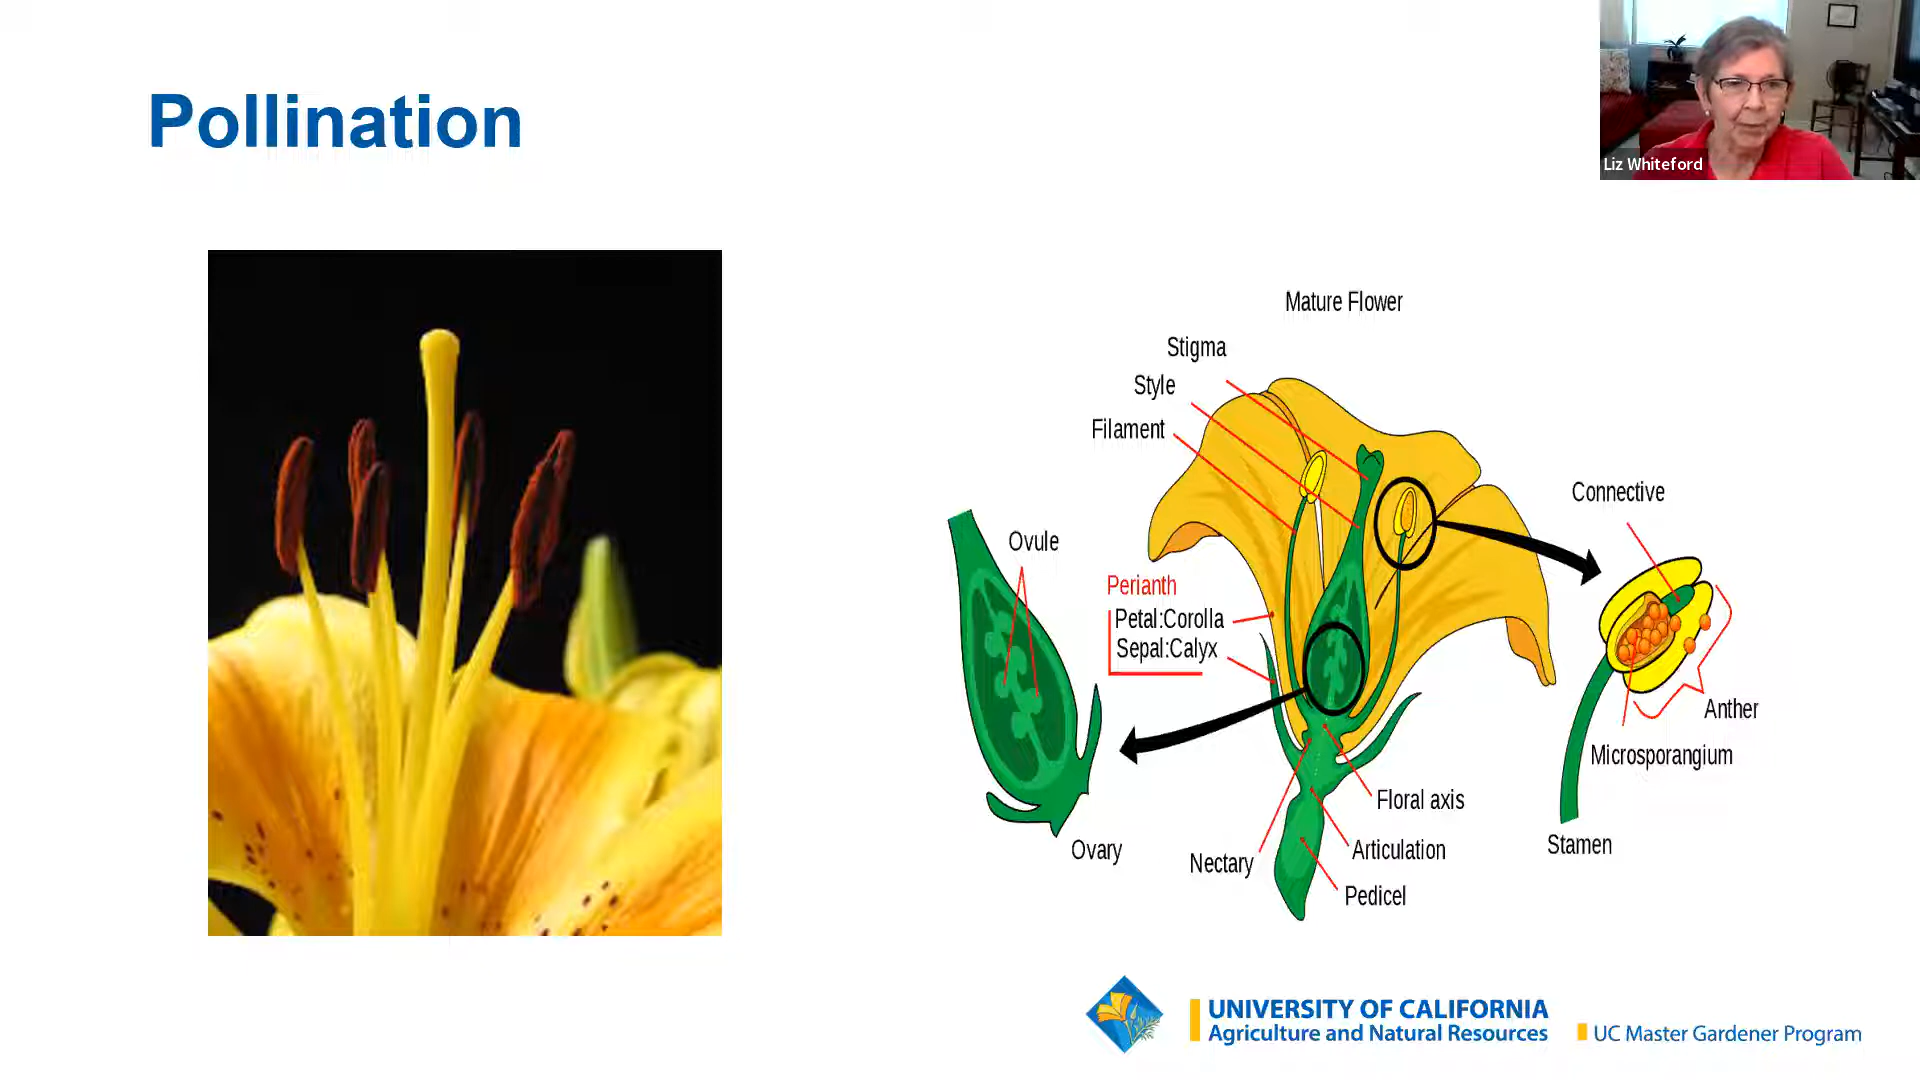 Pollination
Liz Whiteford
Mature Flower
Stigma
Style
Filament
Connective
Ovule
Perianth
Petal:Corolla
Sepal:Calyx
Anther
Microsporangium
Floral axis
Stamen
Ovary
Articulation
Nectary
Pedicel
UNIVERSITY OF CALIFORNIA
Agriculture and Natural Resources
UC Master Gardener Program